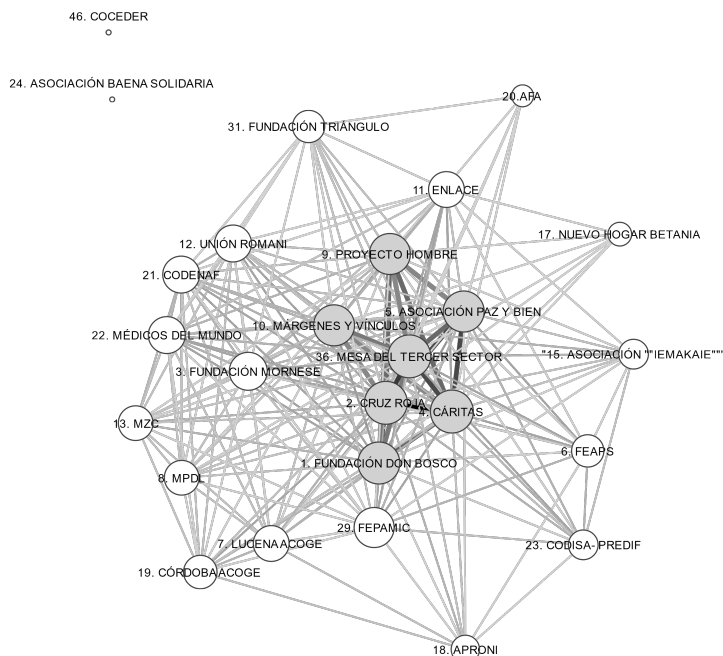 46. COCEDER
24. ASOCIACIÓN BAENA SOLIDARIA
20.AFA
31. FUNDACIÓN TRIÁNGULO
11. ENLACE
17. NUEVO HOGAR BETANIA
12. UNIÓN ROMANI
9. PROYECTO HOMBRE
21. CODENAF
5. ASOCIACIÓN PAZ Y BIEN
10. MÁRGENES Y VÍNCULOS
22. MÉDICOS DEL MUNDO
36. MESA DEL TERCER SECTOR
"15. ASOCIACIÓN ""IEMAKAIE"""
3. FUNDACIÓN MORNESE
2. CRUZ ROJA
4. CÁRITAS
13. MZC
6. FEAPS
1. FUNDACIÓN DON BOSCO
8. MPDL
29. FEPAMIC
7. LUCENA ACOGE
23. CODISA- PREDIF
19. CÓRDOBA ACOGE
18. APRONI